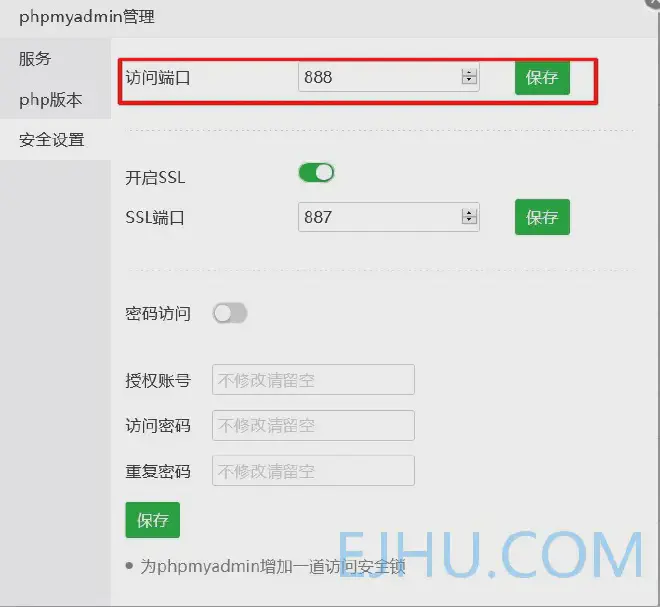 phpmyadmin管理
服务
php版本
安全设置
访问端口 888 保存
开启SSL
SSL端口 887 保存
密码访问
授权账号 不修改请留空
访问密码 不修改请留空
重复密码 不修改请留空
保存
为phpmyadmin增加一道访问安全锁
EJHU.COM